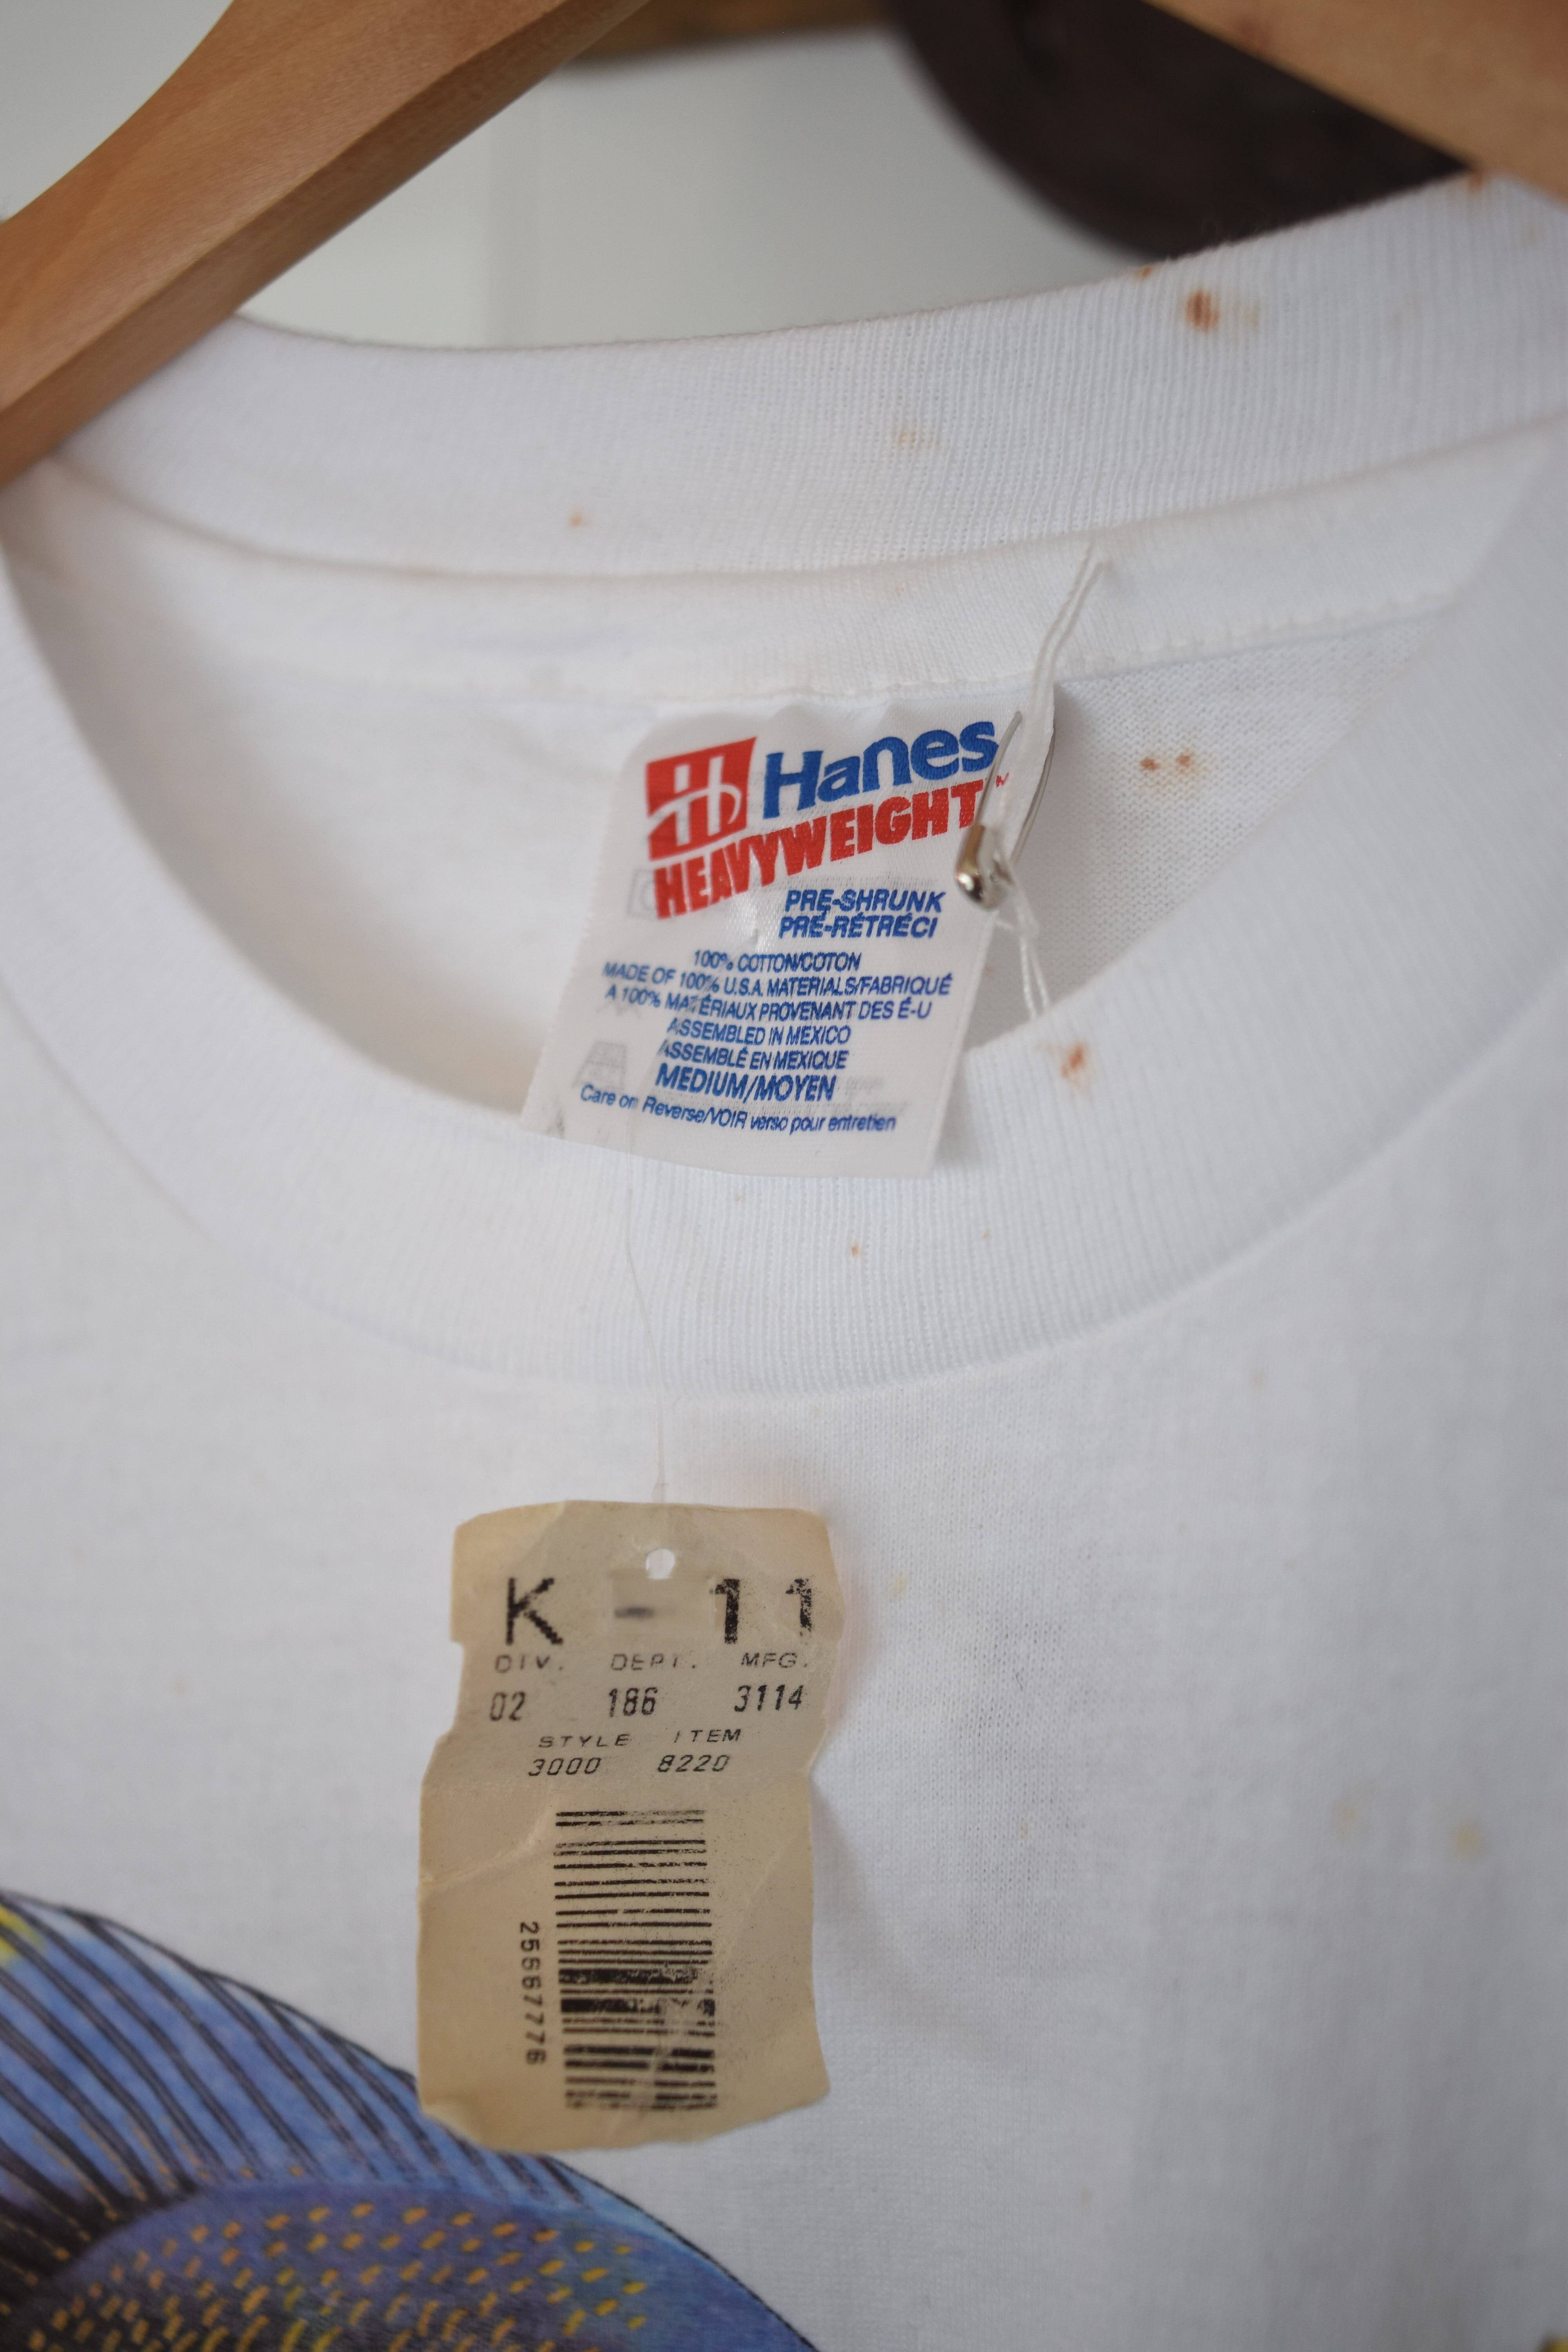 H Hanes
HEAVYWEIGHT™
PRE-SHRUNK
PRÉ-RÉTRÉCI
100% COTTON/COTON
MADE OF 100% U.S.A. MATERIALS/FABRIQUÉ
A 100% MATÉRIAUX PROVENANT DES É-U
ASSEMBLED IN MEXICO
ASSEMBLÉ EN MEXIQUE
MEDIUM/MOYEN
Care on Reverse/VOIR verso pour entretien
K - 11
DIV. DEPT. MFG.
02 186 3114
STYLE ITEM
3000 8220